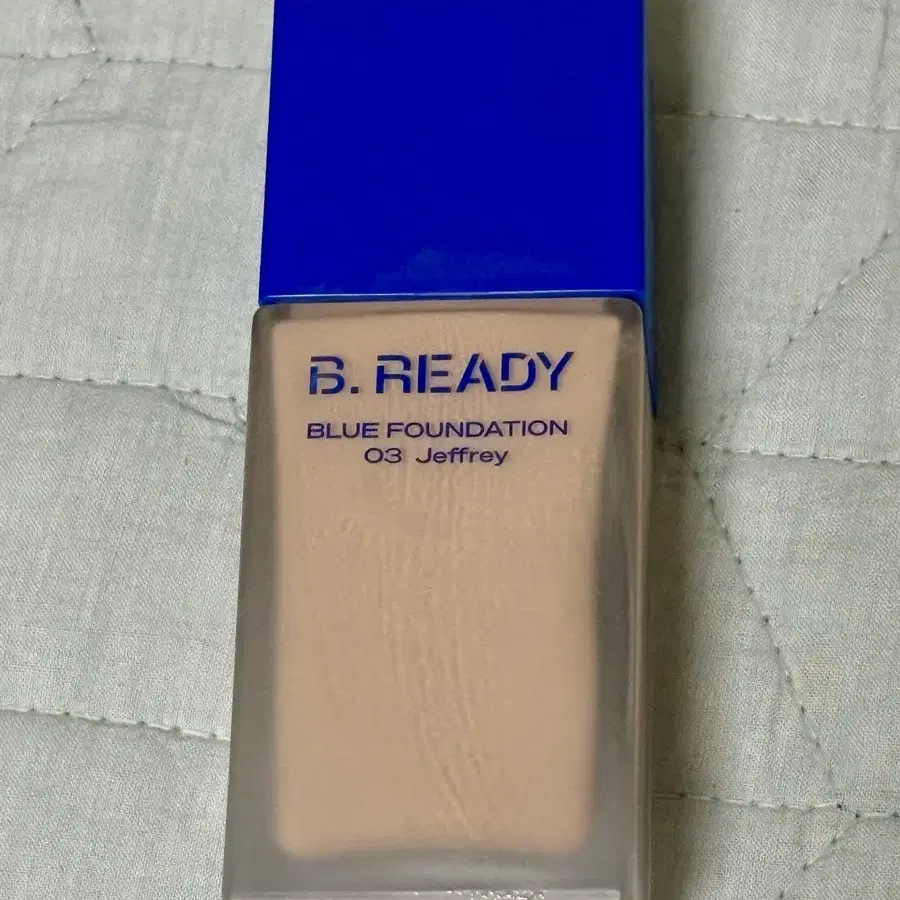 B. READY
BLUE FOUNDATION
03 Jeffrey